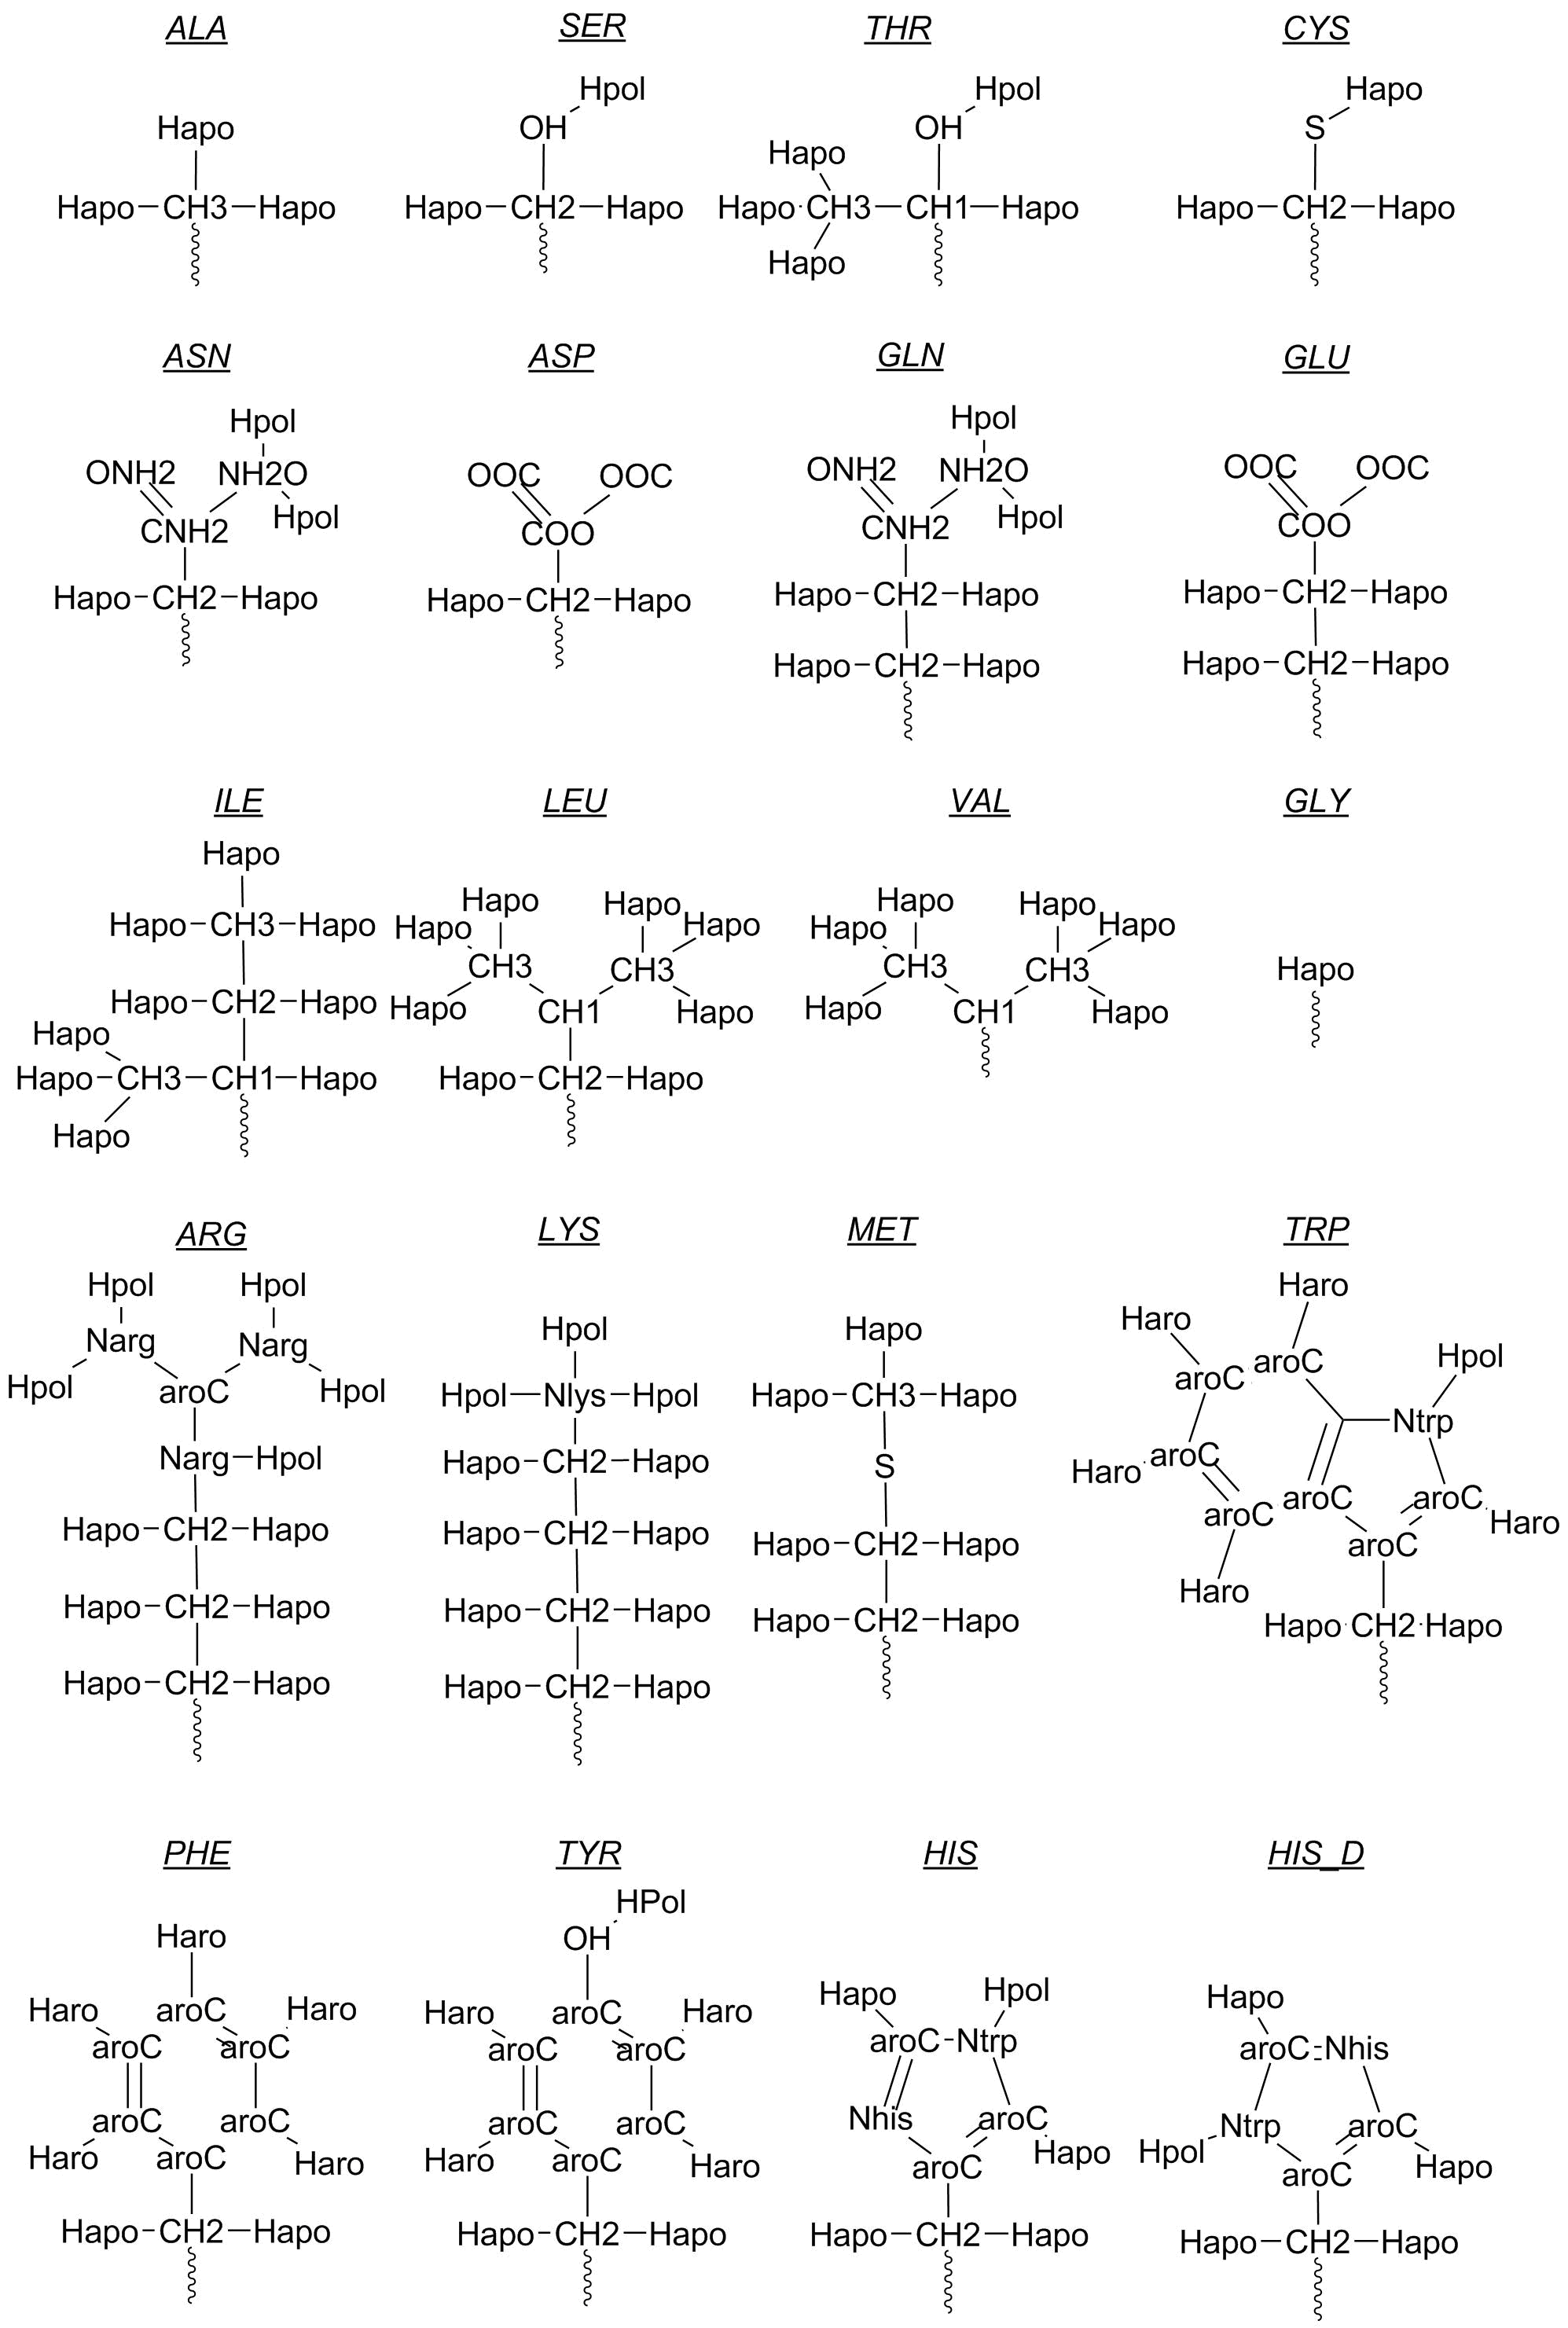 ALA SER THR CYS
Hpol Hpol Hapo
Hapo OH OH S
Hapo
Hapo CH3 Hapo Hapo CH2 Hapo Hapo CH3 CH1 Hapo Hapo CH2 Hapo
Hapo
ASN ASP GLN GLU
Hpol Hpol
ONH2 NH2O OOC OOC ONH2 NH2O OOC OOC
Hpol Hpol
CNH2 COO CNH2 COO
Hapo CH2 Hapo Hapo CH2 Hapo Hapo CH2 Hapo Hapo CH2 Hapo
Hapo CH2 Hapo Hapo CH2 Hapo
ILE LEU VAL GLY
Hapo
Hapo Hapo Hapo Hapo
Hapo CH3 Hapo Hapo Hapo Hapo Hapo
CH3 CH3 CH3 CH3 Hapo
Hapo CH2 Hapo Hapo CH1 Hapo Hapo CH1 Hapo
Hapo
Hapo CH3 CH1 Hapo Hapo CH2 Hapo
Hapo
ARG LYS MET TRP
Hpol Hpol Haro
Narg Narg Hpol Hapo Haro
Hpol aroC Hpol Hpol Nlys Hpol Hapo CH3 Hapo aroC aroC Hpol
Ntrp
Narg Hpol Hapo CH2 Hapo S Haro aroC
aroC aroC aroC Haro
Hapo CH2 Hapo Hapo CH2 Hapo Hapo CH2 Hapo aroC
Haro
Hapo CH2 Hapo Hapo CH2 Hapo Hapo CH2 Hapo Hapo CH2 Hapo
Hapo CH2 Hapo Hapo CH2 Hapo
PHE TYR HIS HIS_D
HPol
Haro OH
Hapo Hpol Hapo
Haro aroC Haro Haro aroC Haro
aroC aroC aroC aroC aroC Ntrp aroC Nhis
aroC aroC aroC aroC Nhis aroC Ntrp aroC
Haro aroC Haro Haro aroC Haro aroC Hapo Hpol aroC Hapo
Hapo CH2 Hapo Hapo CH2 Hapo Hapo CH2 Hapo Hapo CH2 Hapo